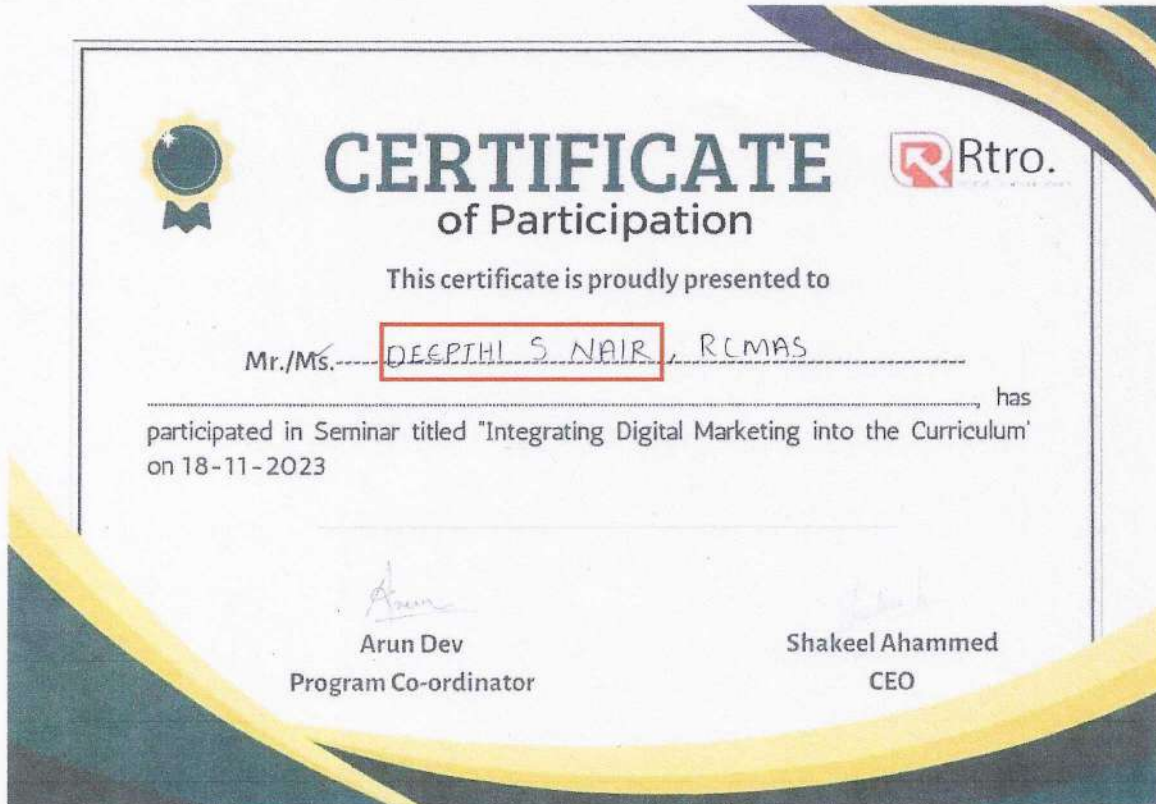 CERTIFICATE
Rtro.
of Participation
This certificate is proudly presented to
Mr./Ms. DEEPTHI S NAIR, RCMAS
, has
participated in Seminar titled "Integrating Digital Marketing into the Curriculum'
on 18-11-2023
Arun Dev
Shakeel Ahammed
Program Co-ordinator
CEO